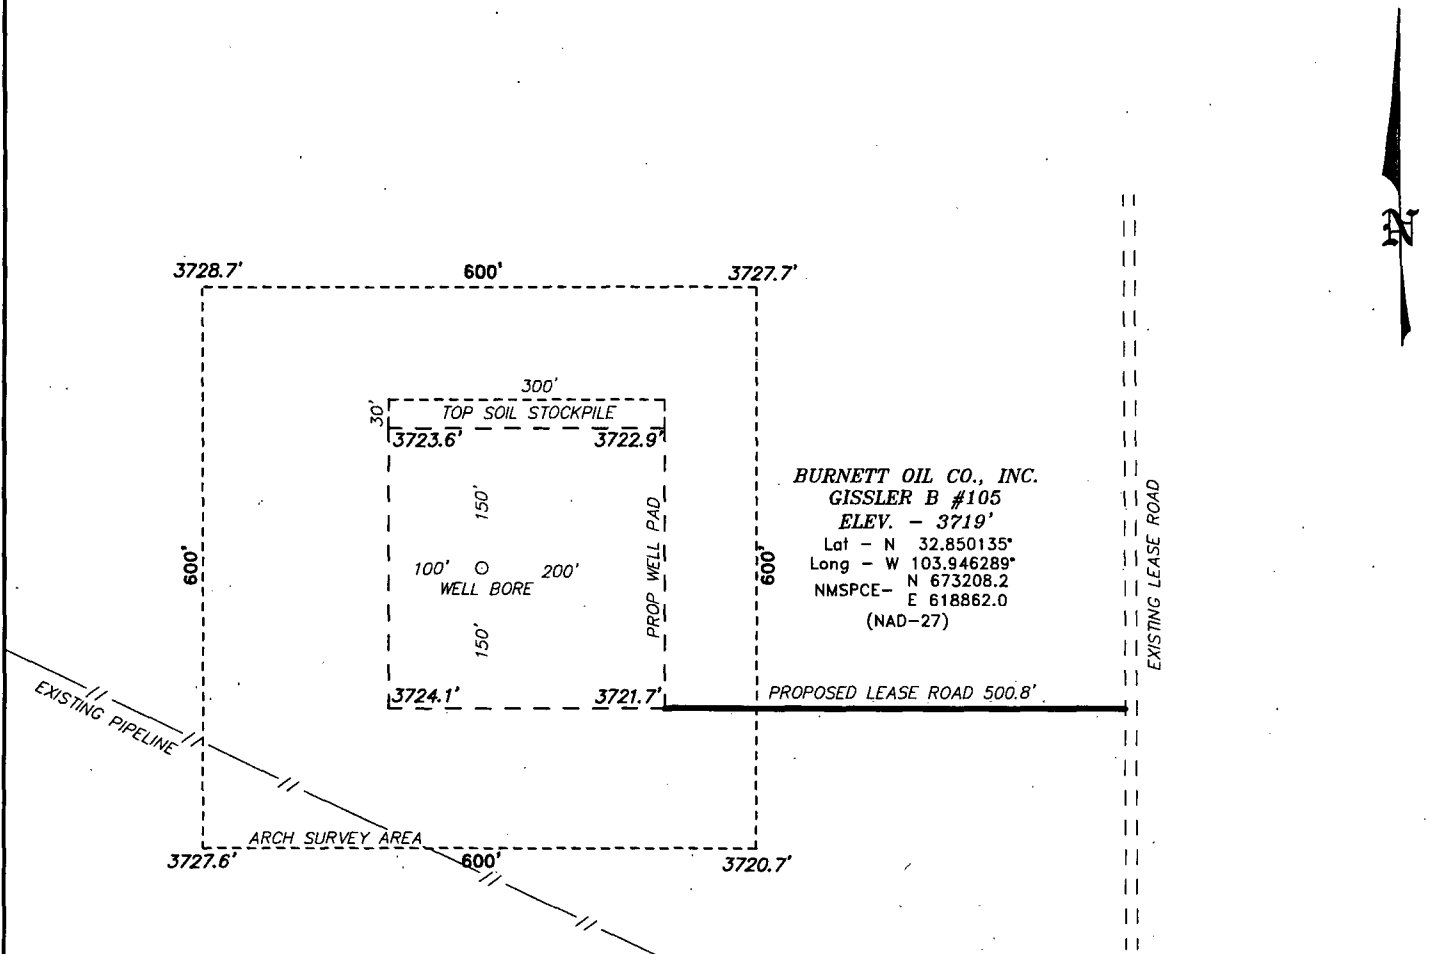 N
3728.7'
600'
3727.7'
300'
30'
TOP SOIL STOCKPILE
3723.6'
3722.9'
150'
100'
200'
WELL BORE
150'
PROP WELL PAD
3724.1'
3721.7'
600'
600'
BURNETT OIL CO., INC.
GISSLER B #105
ELEV. - 3719'
Lat - N 32.850135°
Long - W 103.946289°
NMSPCE- N 673208.2
E 618862.0
(NAD-27)
EXISTING LEASE ROAD
PROPOSED LEASE ROAD 500.8'
EXISTING PIPELINE
ARCH SURVEY AREA
3727.6'
600'
3720.7'